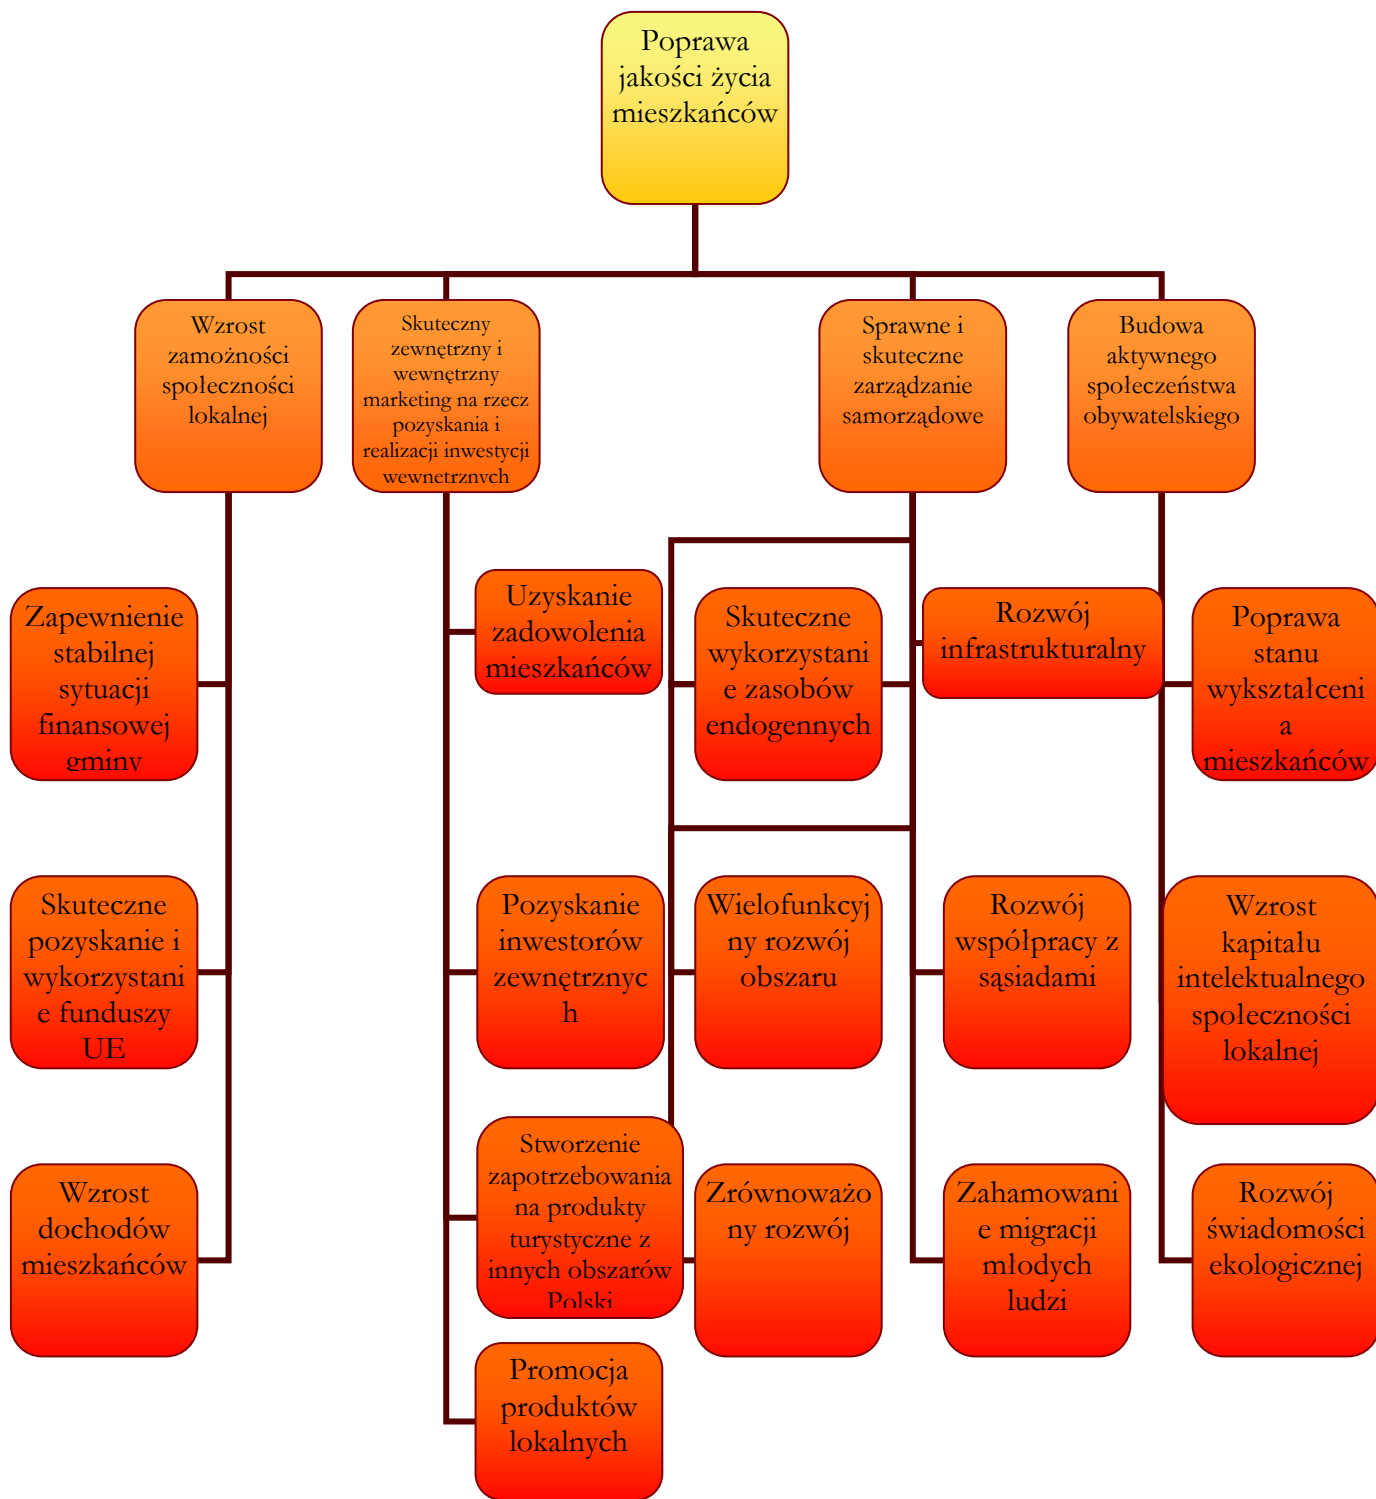 Poprawa
jakości życia
mieszkańców
Wzrost
zamożności
społeczności
lokalnej
Skuteczny
zewnętrzny i
wewnętrzny
marketing na rzecz
pozyskania i
realizacji inwestycji
wewnetrznych
Sprawne i
skuteczne
zarządzanie
samorządowe
Budowa
aktywnego
społeczeństwa
obywatelskiego
Zapewnienie
stabilnej
sytuacji
finansowej
gminy
Uzyskanie
zadowolenia
mieszkańców
Skuteczne
wykorzystani
e zasobów
endogennych
Rozwój
infrastrukturalny
Poprawa
stanu
wykształceni
a
mieszkańców
Skuteczne
pozyskanie i
wykorzystani
e funduszy
UE
Pozyskanie
inwestorów
zewnętrznyc
h
Wielofunkcyj
ny rozwój
obszaru
Rozwój
współpracy z
sąsiadami
Wzrost
kapitału
intelektualnego
społeczności
lokalnej
Wzrost
dochodów
mieszkańców
Stworzenie
zapotrzebowania
na produkty
turystyczne z
innych obszarów
Polski
Zrównoważo
ny rozwój
Zahamowani
e migracji
młodych
ludzi
Rozwój
świadomości
ekologicznej
Promocja
produktów
lokalnych